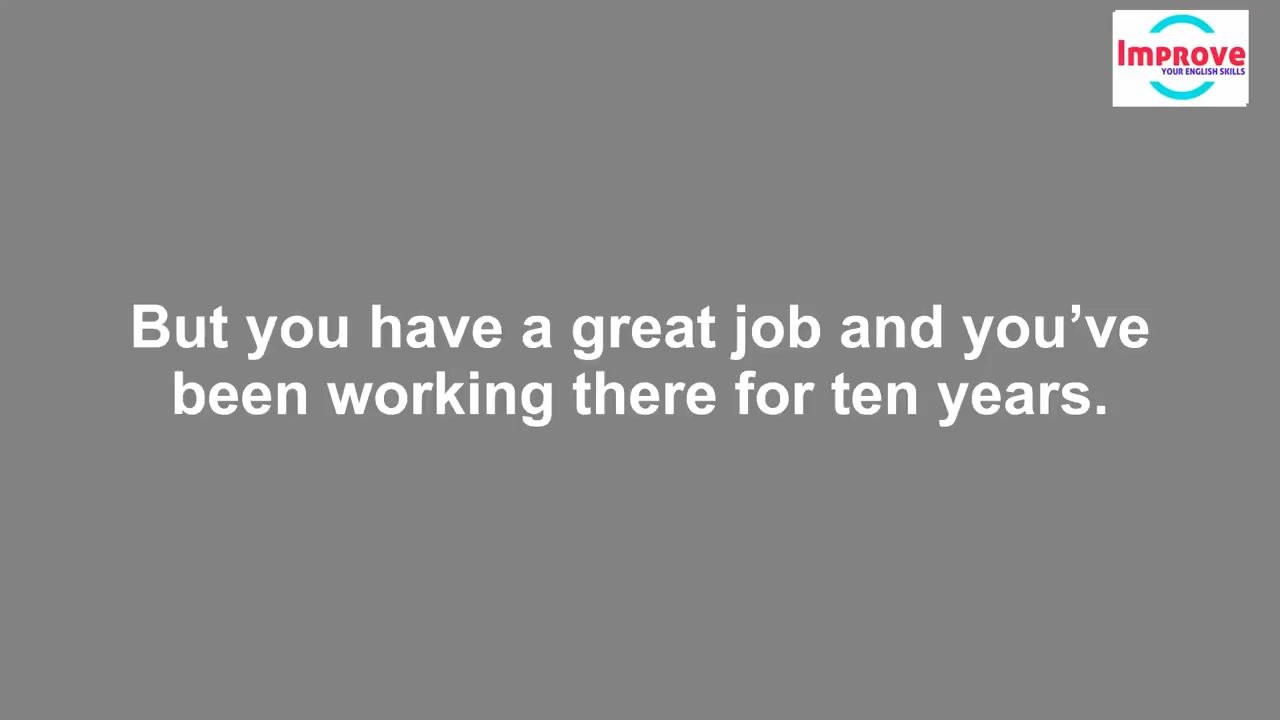 Improve
YOUR ENGLISH SKILLS
But you have a great job and you’ve
been working there for ten years.